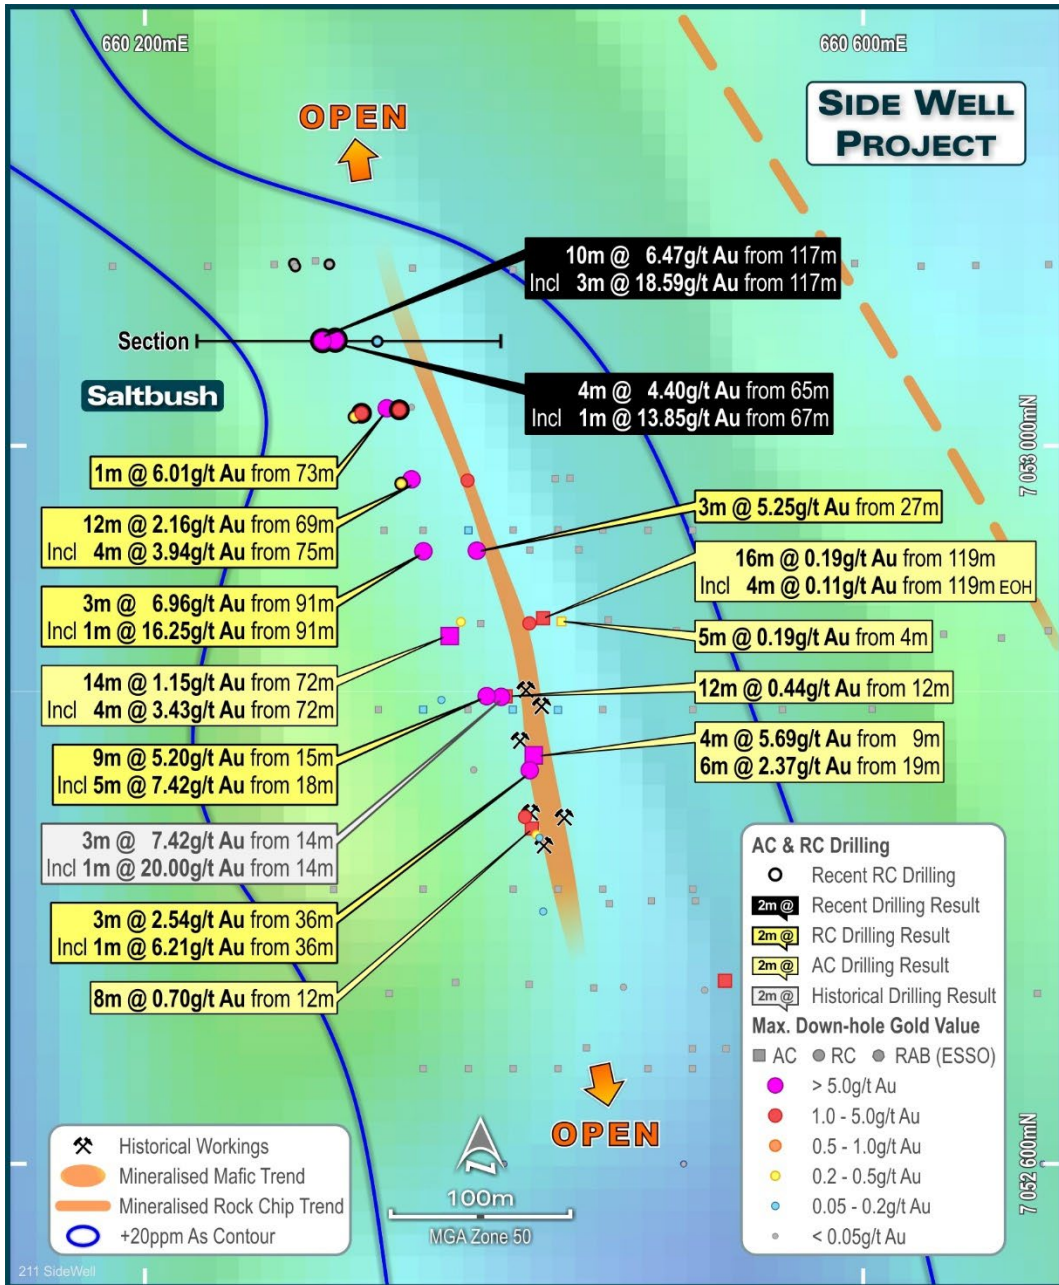 660 200mE
660 600mE
SIDE WELL
PROJECT
OPEN
10m @ 6.47g/t Au from 117m
Incl 3m @ 18.59g/t Au from 117m
Section
4m @ 4.40g/t Au from 65m
Incl 1m @ 13.85g/t Au from 67m
Saltbush
7 053 000mN
1m @ 6.01g/t Au from 73m
12m @ 2.16g/t Au from 69m
Incl 4m @ 3.94g/t Au from 75m
3m @ 6.96g/t Au from 91m
Incl 1m @ 16.25g/t Au from 91m
14m @ 1.15g/t Au from 72m
Incl 4m @ 3.43g/t Au from 72m
9m @ 5.20g/t Au from 15m
Incl 5m @ 7.42g/t Au from 18m
3m @ 7.42g/t Au from 14m
Incl 1m @ 20.00g/t Au from 14m
3m @ 2.54g/t Au from 36m
Incl 1m @ 6.21g/t Au from 36m
8m @ 0.70g/t Au from 12m
3m @ 5.25g/t Au from 27m
16m @ 0.19g/t Au from 119m
Incl 4m @ 0.11g/t Au from 119m EOH
5m @ 0.19g/t Au from 4m
12m @ 0.44g/t Au from 12m
4m @ 5.69g/t Au from 9m
6m @ 2.37g/t Au from 19m
OPEN
7 052 600mN
Historical Workings
Mineralised Mafic Trend
Mineralised Rock Chip Trend
+20ppm As Contour
N
100m
MGA Zone 50
AC & RC Drilling
Recent RC Drilling
2m @ Recent Drilling Result
2m @ RC Drilling Result
2m @ AC Drilling Result
2m @ Historical Drilling Result
Max. Down-hole Gold Value
AC RC RAB (ESSO)
> 5.0g/t Au
1.0 - 5.0g/t Au
0.5 - 1.0g/t Au
0.2 - 0.5g/t Au
0.05 - 0.2g/t Au
< 0.05g/t Au
211 SideWell